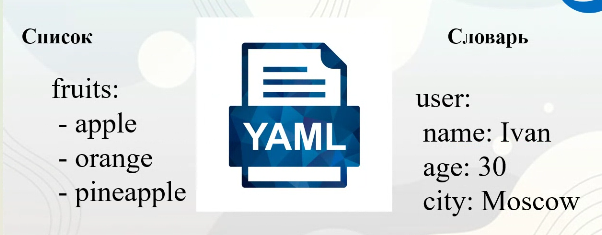 Список
fruits:
- apple
- orange
- pineapple
YAML
Словарь
user:
name: Ivan
age: 30
city: Moscow